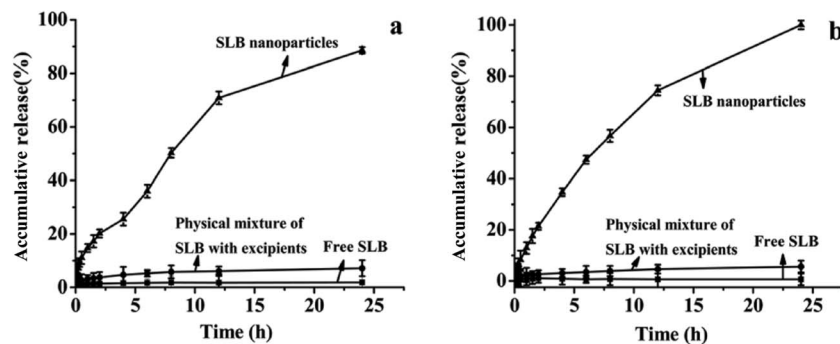 a
SLB nanoparticles
Physical mixture of
SLB with excipients
Free SLB
Accumulative release(%)
100
80
60
40
20
0
0
5
10
15
20
25
Time (h)
b
SLB nanoparticles
Physical mixture of
SLB with excipients
Free SLB
Accumulative release(%)
100
80
60
40
20
0
0
5
10
15
20
25
Time (h)